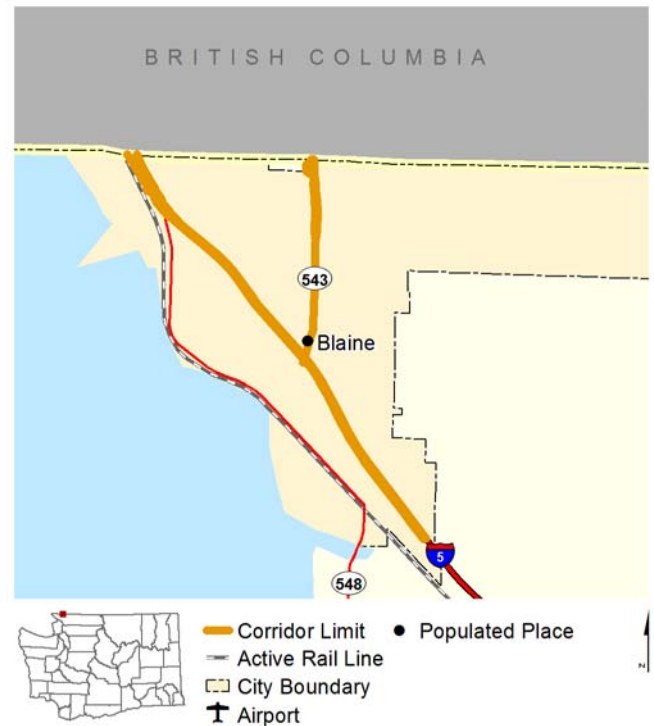 BRITISH COLUMBIA
543
Blaine
5
548
Corridor Limit
Populated Place
Active Rail Line
City Boundary
Airport
N